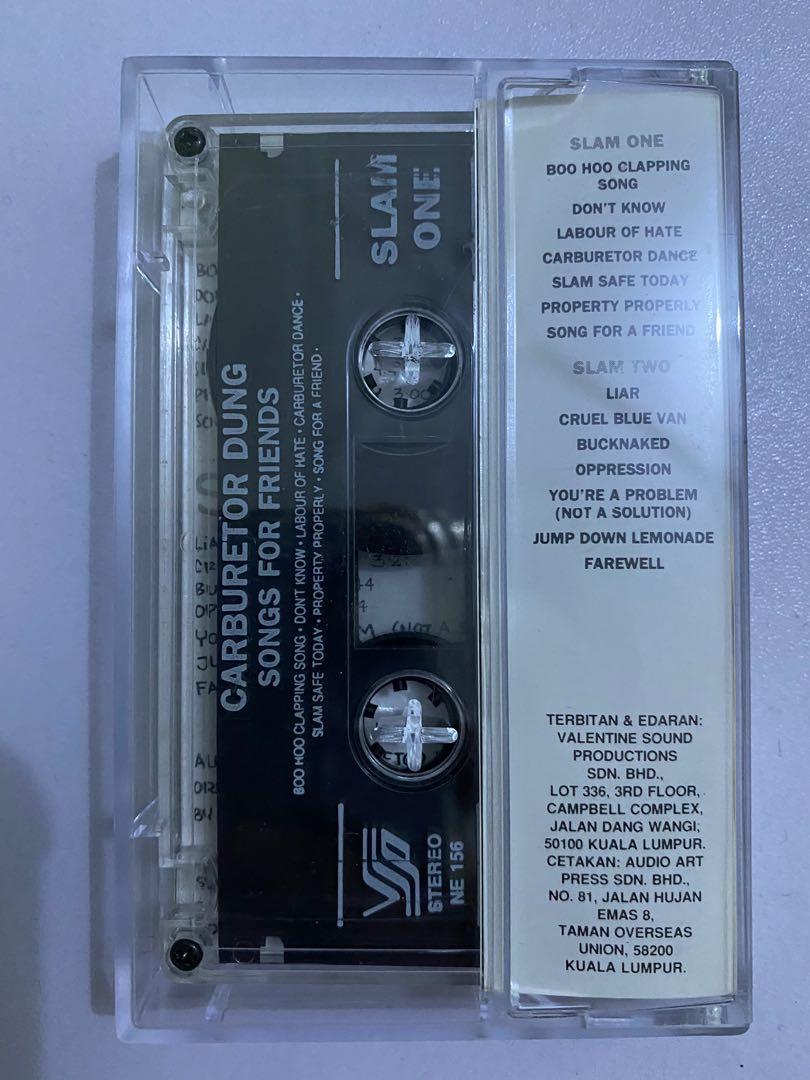 SLAM
ONE
CARBURETOR DUNG
SONGS FOR FRIENDS
BOO HOO CLAPPING SONG • DON'T KNOW • LABOUR OF HATE • CARBURETOR DANCE •
SLAM SAFE TODAY • PROPERTY PROPERLY • SONG FOR A FRIEND •
VSP
STEREO
NE 156
SLAM ONE
BOO HOO CLAPPING
SONG
DON'T KNOW
LABOUR OF HATE
CARBURETOR DANCE
SLAM SAFE TODAY
PROPERTY PROPERLY
SONG FOR A FRIEND
SLAM TWO
LIAR
CRUEL BLUE VAN
BUCKNAKED
OPPRESSION
YOU'RE A PROBLEM
(NOT A SOLUTION)
JUMP DOWN LEMONADE
FAREWELL
TERBITAN & EDARAN:
VALENTINE SOUND
PRODUCTIONS
SDN. BHD.,
LOT 336, 3RD FLOOR,
CAMPBELL COMPLEX,
JALAN DANG WANGI;
50100 KUALA LUMPUR.
CETAKAN: AUDIO ART
PRESS SDN. BHD.,
NO. 81, JALAN HUJAN
EMAS 8,
TAMAN OVERSEAS
UNION, 58200
KUALA LUMPUR.